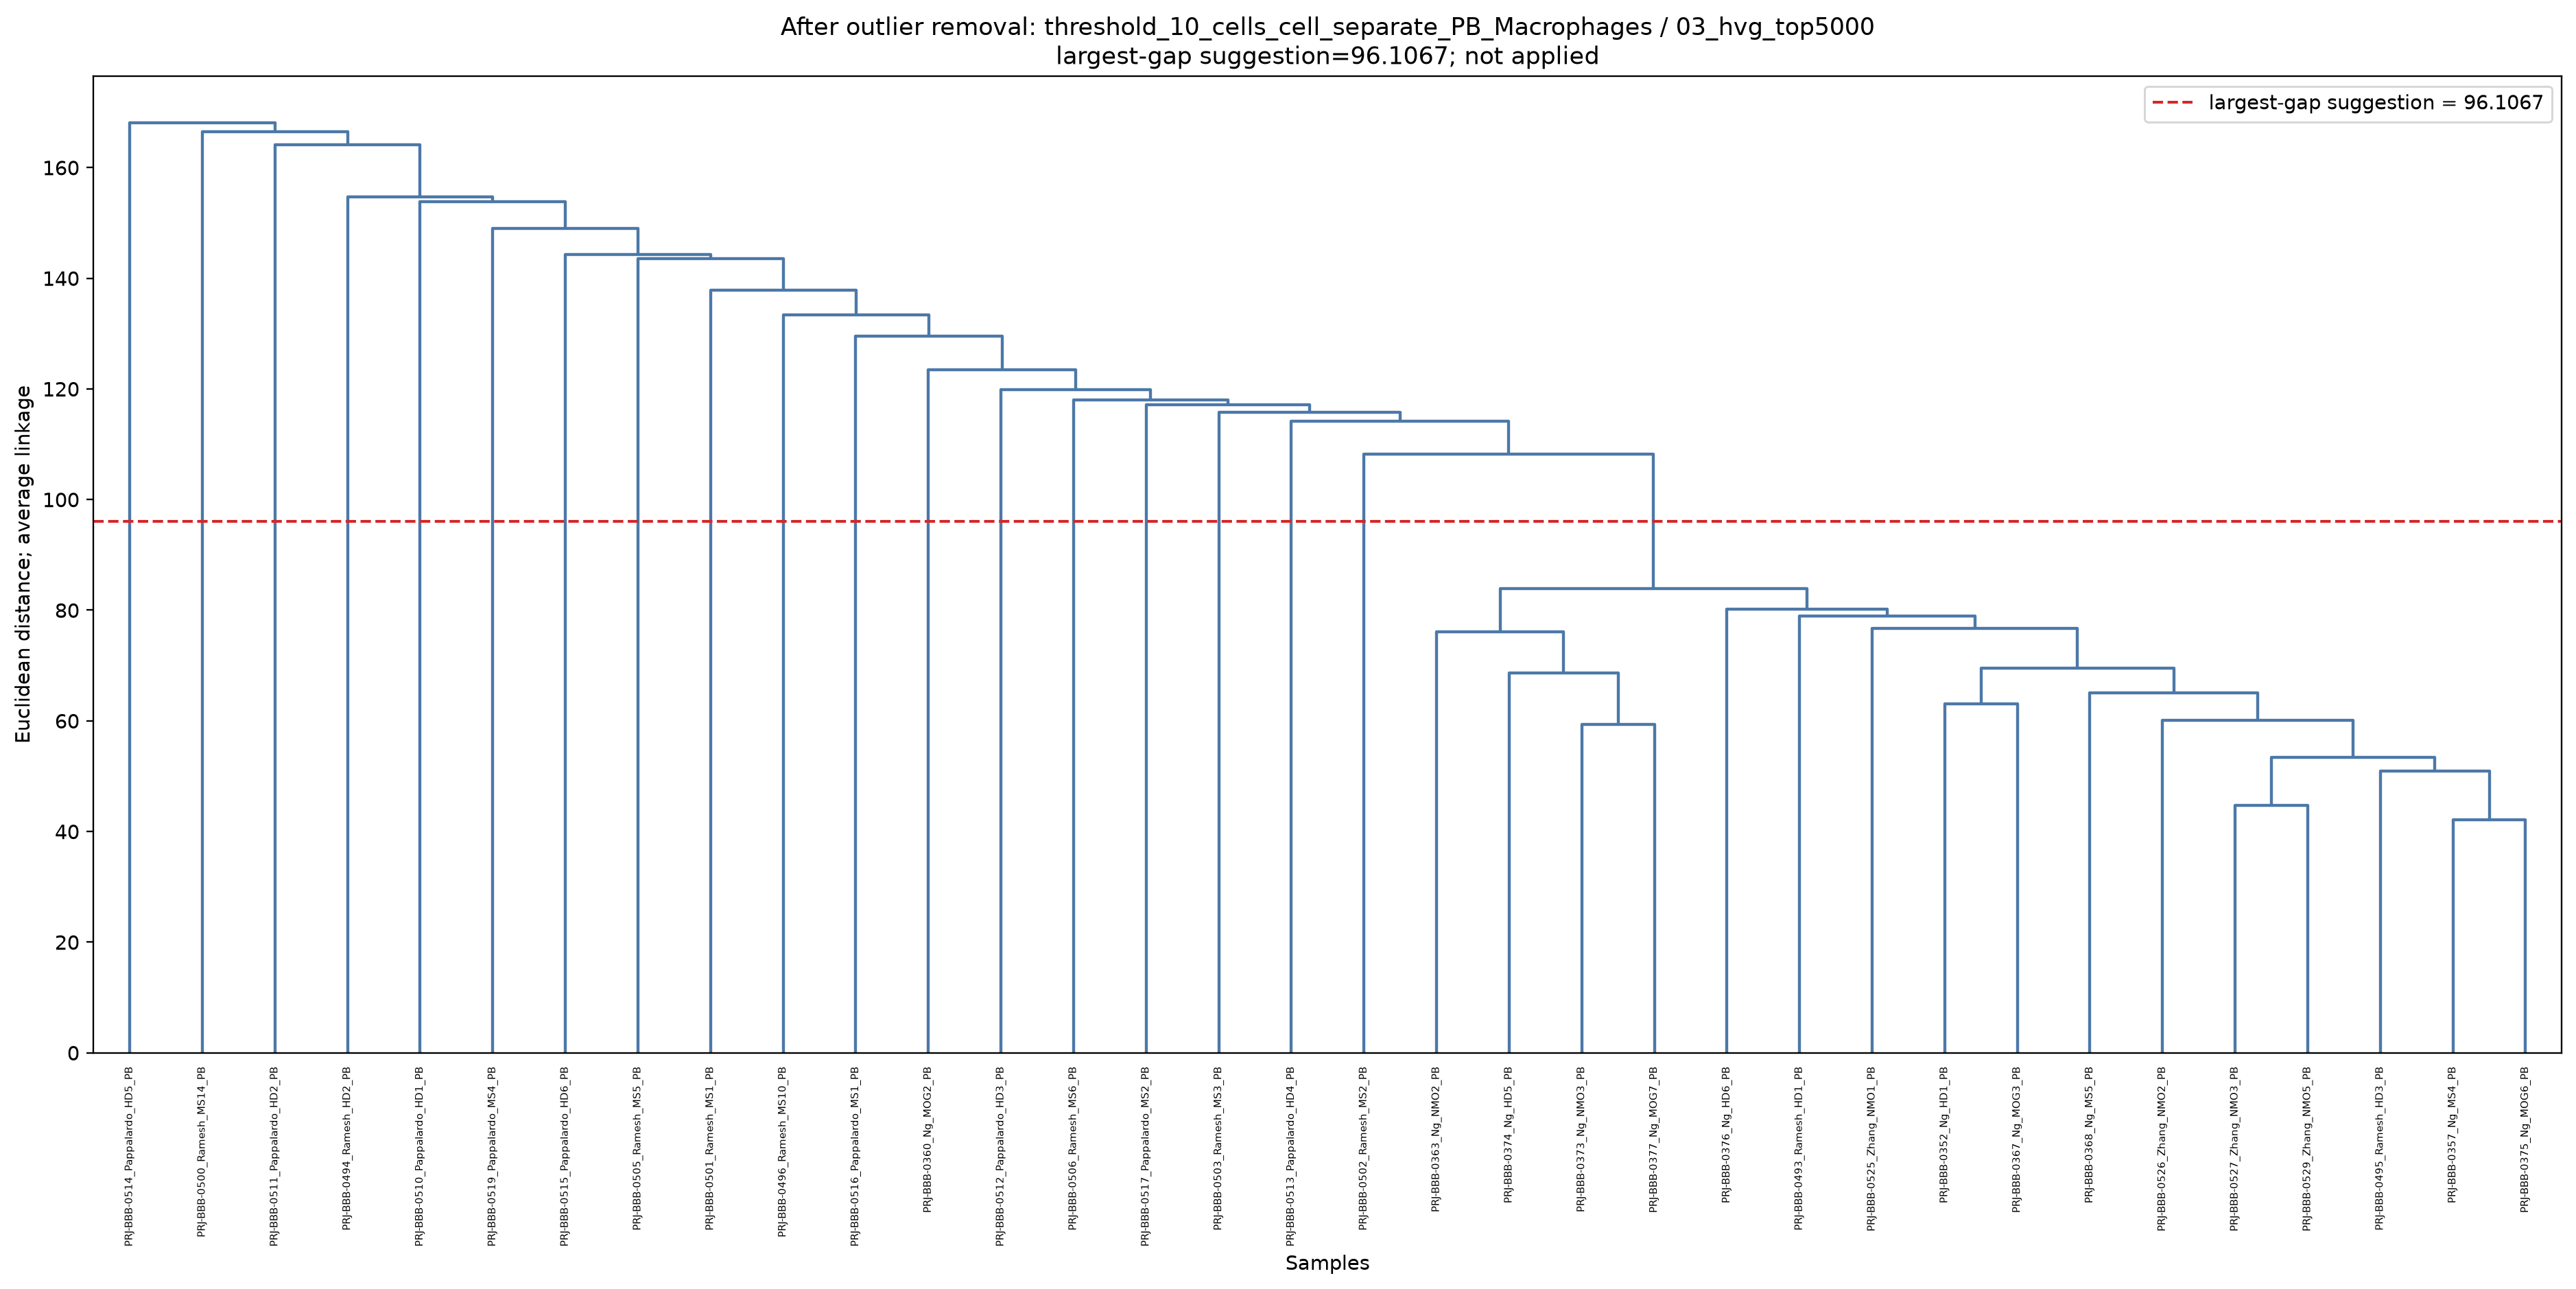 After outlier removal: threshold_10_cells_cell_separate_PB_Macrophages / 03_hvg_top5000
largest-gap suggestion=96.1067; not applied
largest-gap suggestion = 96.1067
Euclidean distance; average linkage
160
140
120
100
80
60
40
20
0
PRJ-BBB-0514_Pappalardo_HD5_PB
PRJ-BBB-0500_Ramesh_MS14_PB
PRJ-BBB-0511_Pappalardo_HD2_PB
PRJ-BBB-0494_Ramesh_HD2_PB
PRJ-BBB-0510_Pappalardo_HD1_PB
PRJ-BBB-0519_Pappalardo_MS4_PB
PRJ-BBB-0515_Pappalardo_HD6_PB
PRJ-BBB-0505_Ramesh_MS5_PB
PRJ-BBB-0501_Ramesh_MS1_PB
PRJ-BBB-0496_Ramesh_MS10_PB
PRJ-BBB-0516_Pappalardo_MS1_PB
PRJ-BBB-0360_Ng_MOG2_PB
PRJ-BBB-0512_Pappalardo_HD3_PB
PRJ-BBB-0506_Ramesh_MS6_PB
PRJ-BBB-0517_Pappalardo_MS2_PB
PRJ-BBB-0503_Ramesh_MS3_PB
PRJ-BBB-0513_Pappalardo_HD4_PB
PRJ-BBB-0502_Ramesh_MS2_PB
PRJ-BBB-0363_Ng_NMO2_PB
PRJ-BBB-0374_Ng_HD5_PB
PRJ-BBB-0373_Ng_NMO3_PB
PRJ-BBB-0377_Ng_MOG7_PB
PRJ-BBB-0376_Ng_HD6_PB
PRJ-BBB-0493_Ramesh_HD1_PB
PRJ-BBB-0525_Zhang_NMO1_PB
PRJ-BBB-0352_Ng_HD1_PB
PRJ-BBB-0367_Ng_MOG3_PB
PRJ-BBB-0368_Ng_MS5_PB
PRJ-BBB-0526_Zhang_NMO2_PB
PRJ-BBB-0527_Zhang_NMO3_PB
PRJ-BBB-0529_Zhang_NMO5_PB
PRJ-BBB-0495_Ramesh_HD3_PB
PRJ-BBB-0357_Ng_MS4_PB
PRJ-BBB-0375_Ng_MOG6_PB
Samples